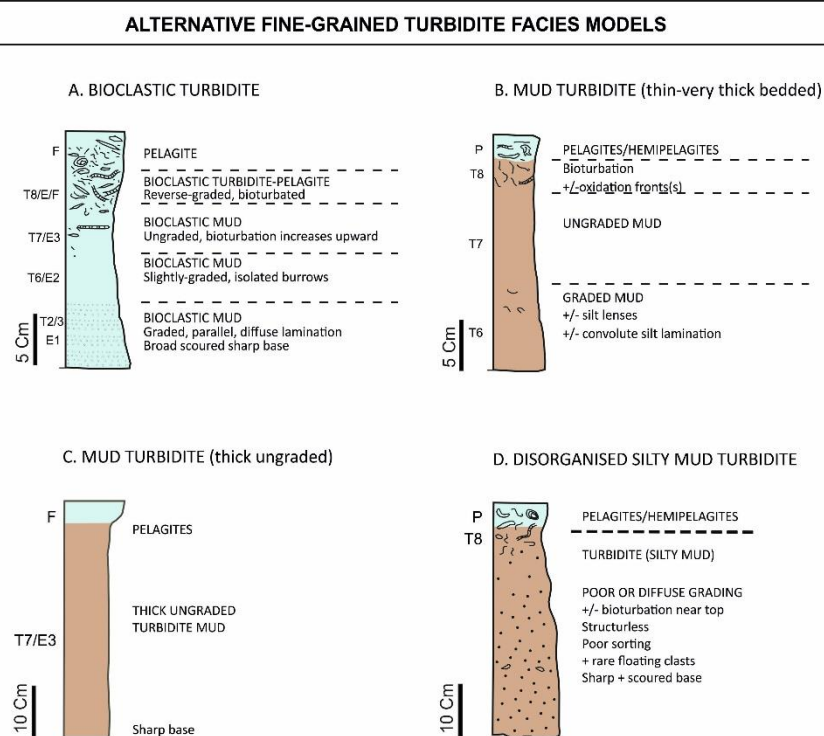 ALTERNATIVE FINE-GRAINED TURBIDITE FACIES MODELS
A. BIOCLASTIC TURBIDITE
F
PELAGITE
T8/E/F
BIOCLASTIC TURBIDITE-PELAGITE
Reverse-graded, bioturbated
T7/E3
BIOCLASTIC MUD
Ungraded, bioturbation increases upward
T6/E2
BIOCLASTIC MUD
Slightly-graded, isolated burrows
T2/3
E1
BIOCLASTIC MUD
Graded, parallel, diffuse lamination
Broad scoured sharp base
5 Cm
B. MUD TURBIDITE (thin-very thick bedded)
P
PELAGITES/HEMIPELAGITES
T8
Bioturbation
+/-oxidation fronts(s)
T7
UNGRADED MUD
T6
GRADED MUD
+/- silt lenses
+/- convolute silt lamination
5 Cm
C. MUD TURBIDITE (thick ungraded)
F
PELAGITES
T7/E3
THICK UNGRADED
TURBIDITE MUD
Sharp base
10 Cm
D. DISORGANISED SILTY MUD TURBIDITE
P
PELAGITES/HEMIPELAGITES
T8
TURBIDITE (SILTY MUD)
POOR OR DIFFUSE GRADING
+/- bioturbation near top
Structurless
Poor sorting
+ rare floating clasts
Sharp + scoured base
10 Cm